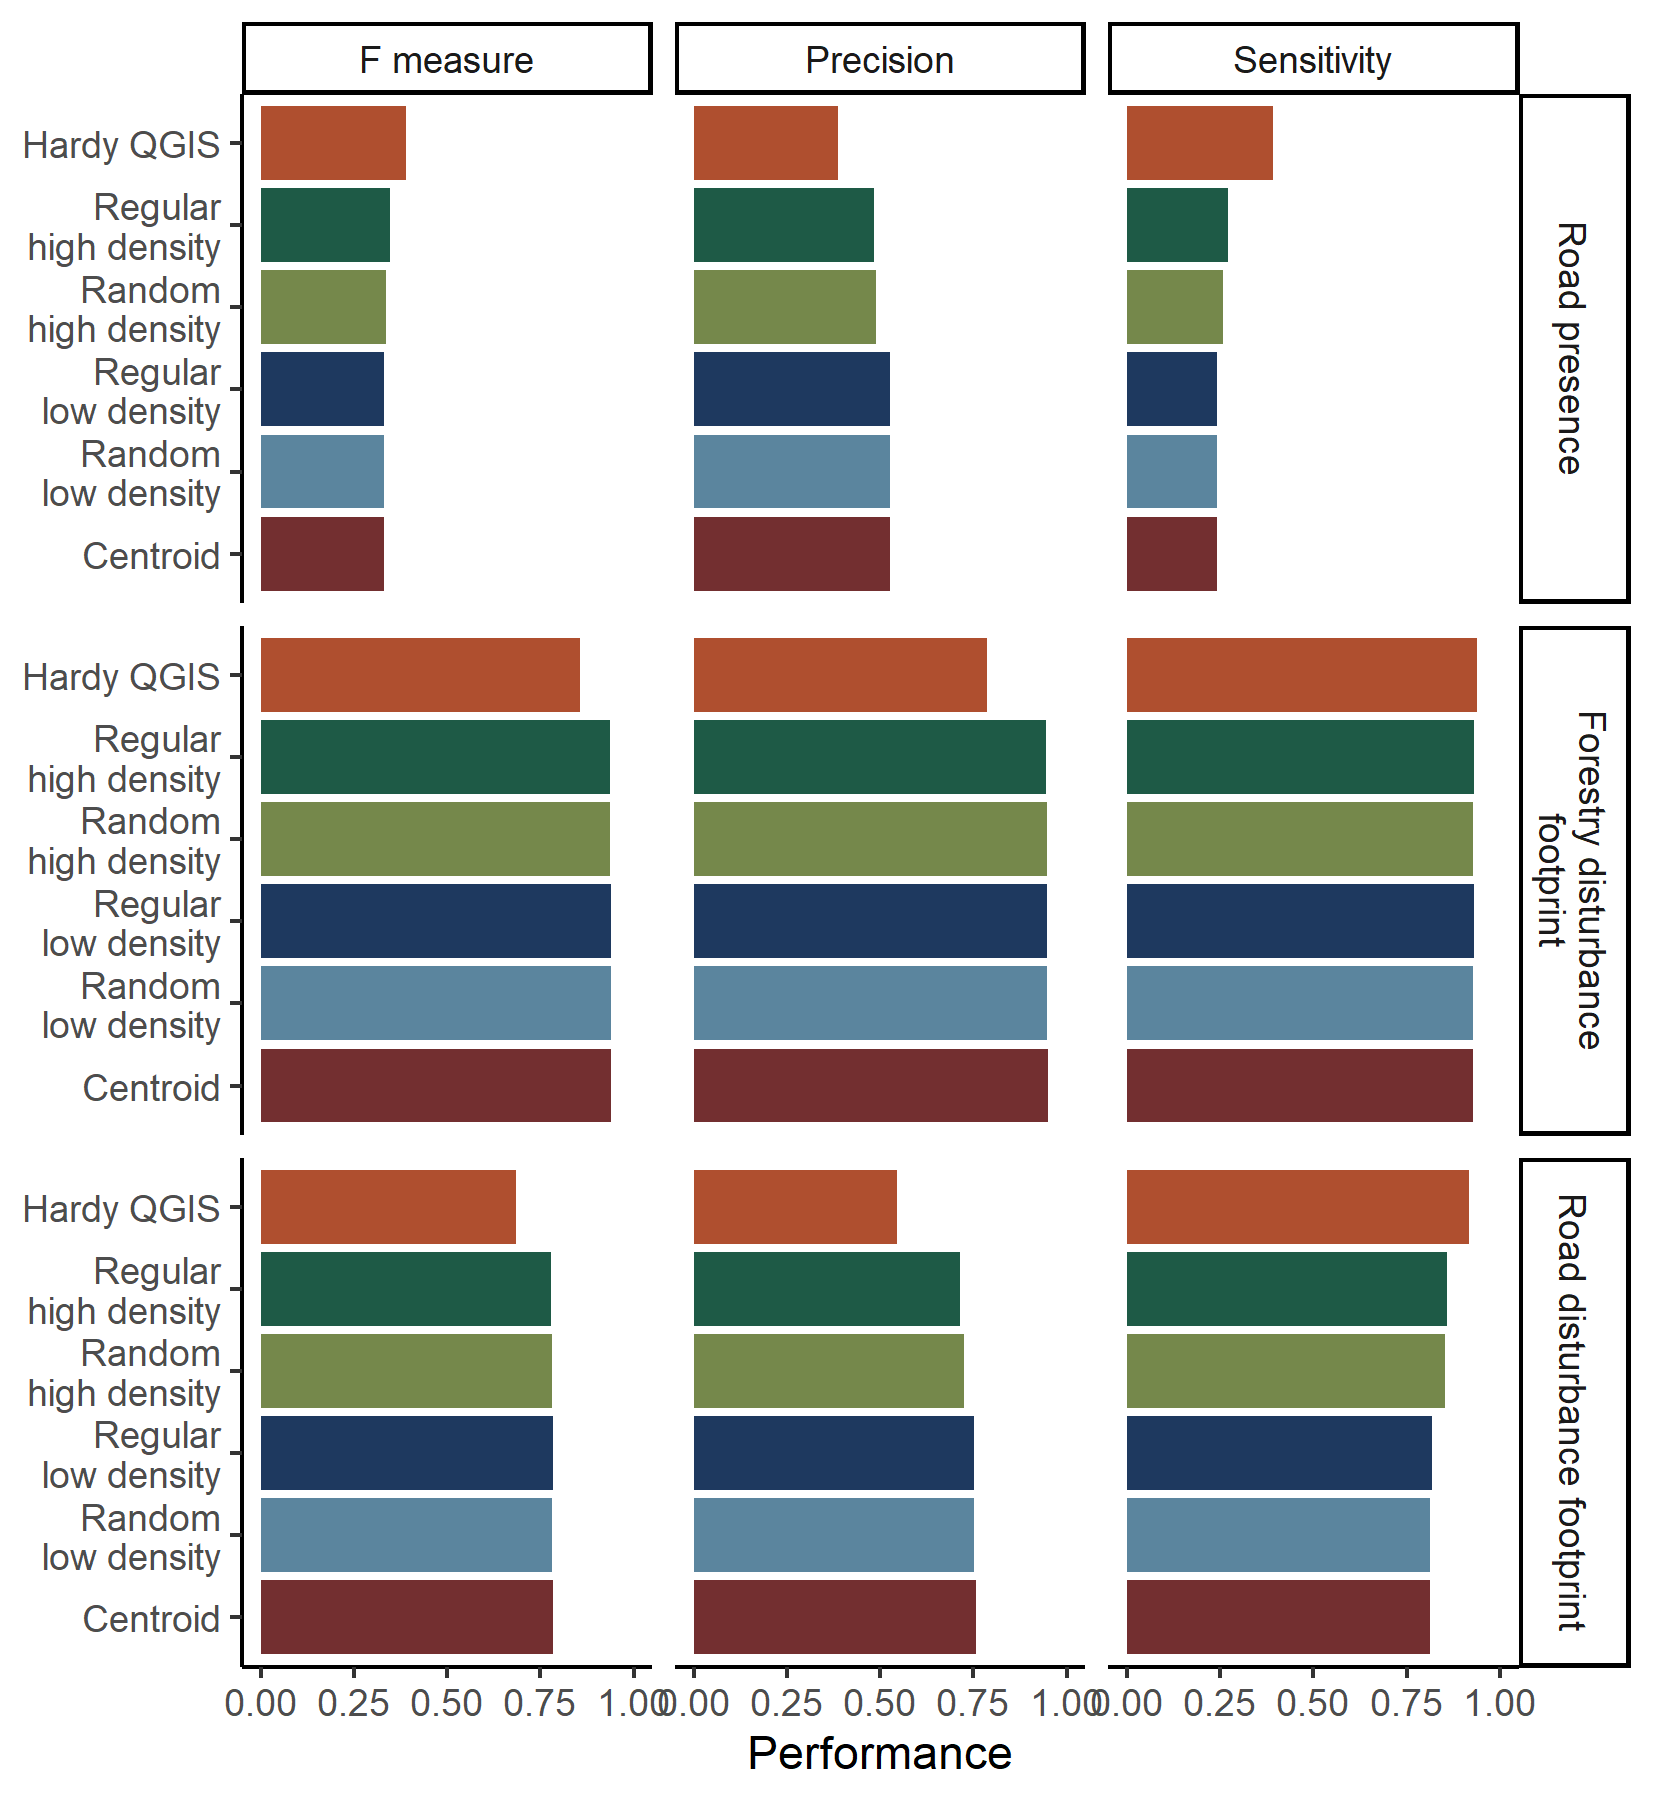 F measure
Precision
Sensitivity
Hardy QGIS
Regular
high density
Random
high density
Regular
low density
Random
low density
Centroid
Road presence
Hardy QGIS
Regular
high density
Random
high density
Regular
low density
Random
low density
Centroid
Forestry disturbance
footprint
Hardy QGIS
Regular
high density
Random
high density
Regular
low density
Random
low density
Centroid
Road disturbance footprint
0.00 0.25 0.50 0.75 1.00
0.00 0.25 0.50 0.75 1.00
0.00 0.25 0.50 0.75 1.00
Performance